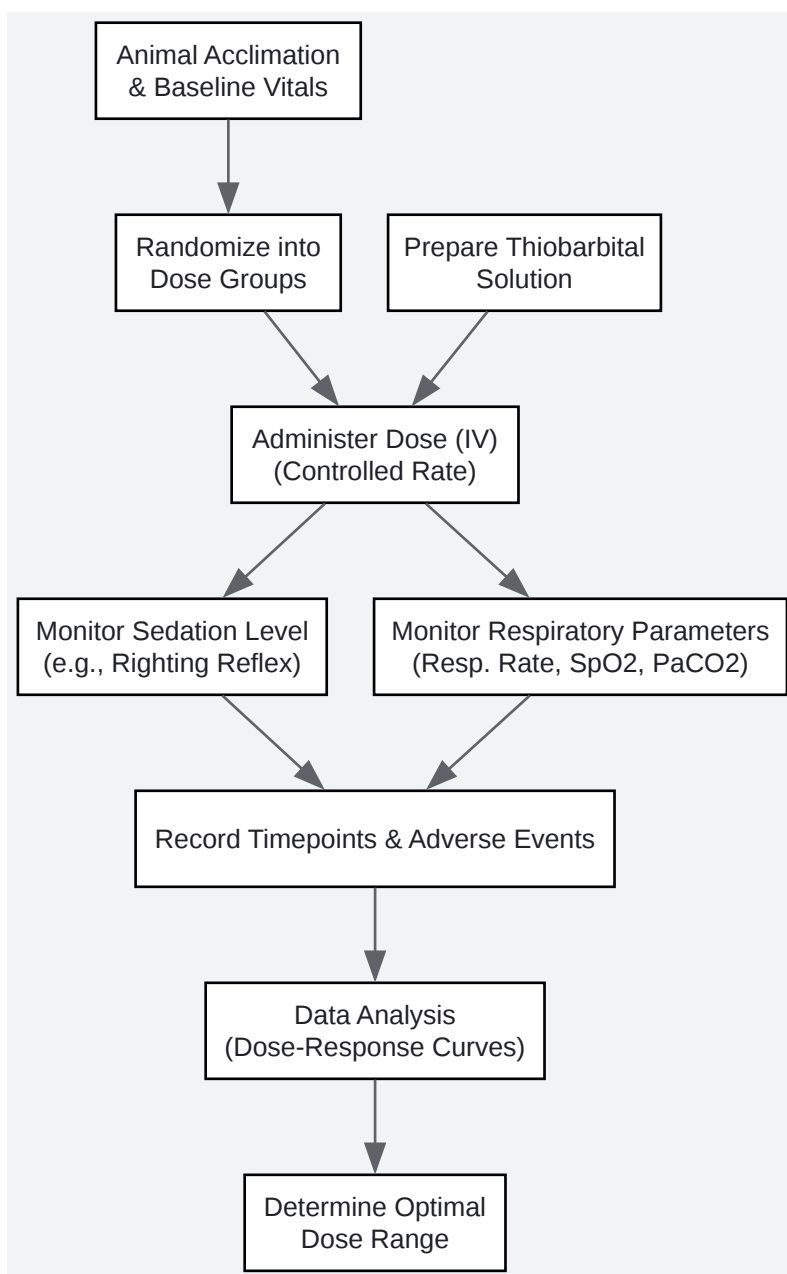 Animal Acclimation
& Baseline Vitals
Randomize into
Dose Groups
Prepare Thiobarbital
Solution
Administer Dose (IV)
(Controlled Rate)
Monitor Sedation Level
(e.g., Righting Reflex)
Monitor Respiratory Parameters
(Resp. Rate, SpO2, PaCO2)
Record Timepoints & Adverse Events
Data Analysis
(Dose-Response Curves)
Determine Optimal
Dose Range